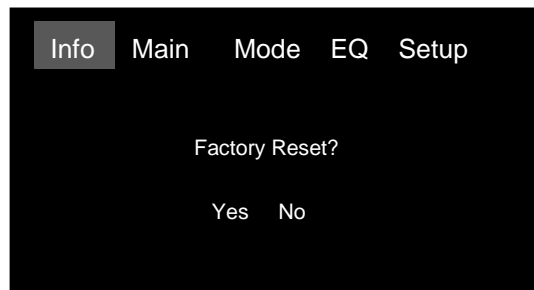 Info Main Mode EQ Setup
Factory Reset?
Yes No